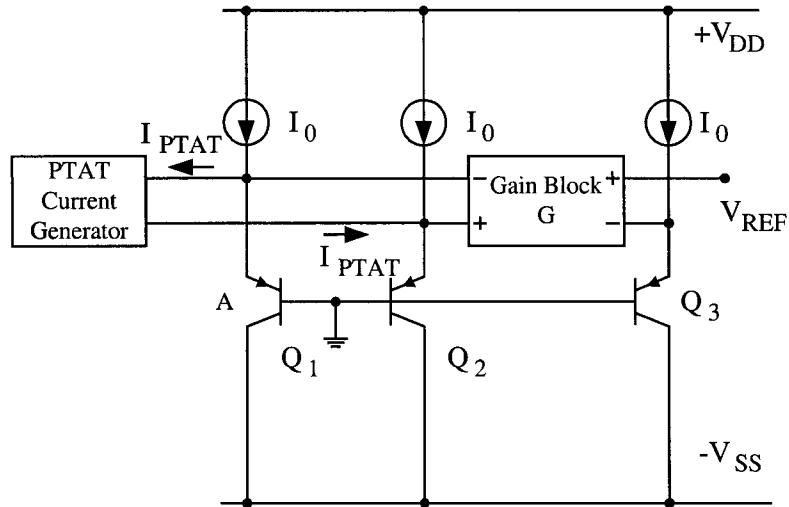 +V_DD
I_0 I_0 I_0
I_PTAT
PTAT
Current
Generator
− Gain Block +
+ G −
V_REF
I_PTAT
A
Q_1 Q_2 Q_3
-V_SS